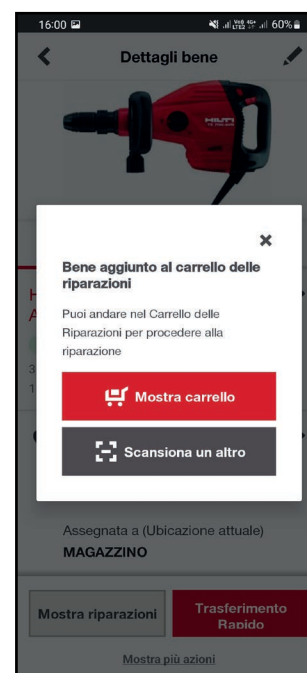 16:00
60%
Dettagli bene
HILTI
Bene aggiunto al carrello delle
riparazioni
Puoi andare nel Carrello delle
Riparazioni per procedere alla
riparazione
Mostra carrello
Scansiona un altro
Assegnata a (Ubicazione attuale)
MAGAZZINO
Mostra riparazioni
Trasferimento
Rapido
Mostra più azioni